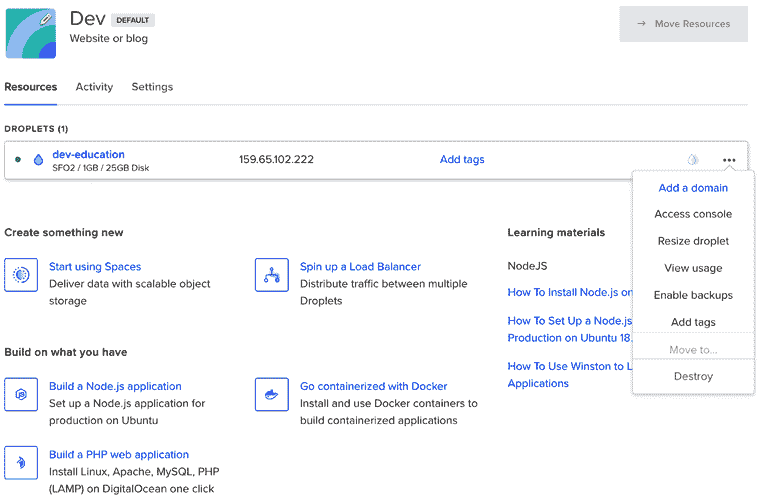 Dev DEFAULT
Website or blog
→ Move Resources
Resources Activity Settings
DROPLETS (1)
dev-education
SFO2 / 1GB / 25GB Disk
159.65.102.222
Add tags
Add a domain
Access console
Resize droplet
View usage
Enable backups
Add tags
Move to...
Destroy
Create something new
Start using Spaces
Deliver data with scalable object
storage
Spin up a Load Balancer
Distribute traffic between multiple
Droplets
Learning materials
NodeJS
How To Install Node.js on
How To Set Up a Node.js
Production on Ubuntu 18.
How To Use Winston to L
Applications
Build on what you have
Build a Node.js application
Set up a Node.js application for
production on Ubuntu
Go containerized with Docker
Install and use Docker containers to
build containerized applications
Build a PHP web application
Install Linux, Apache, MySQL, PHP
(LAMP) on DigitalOcean one click